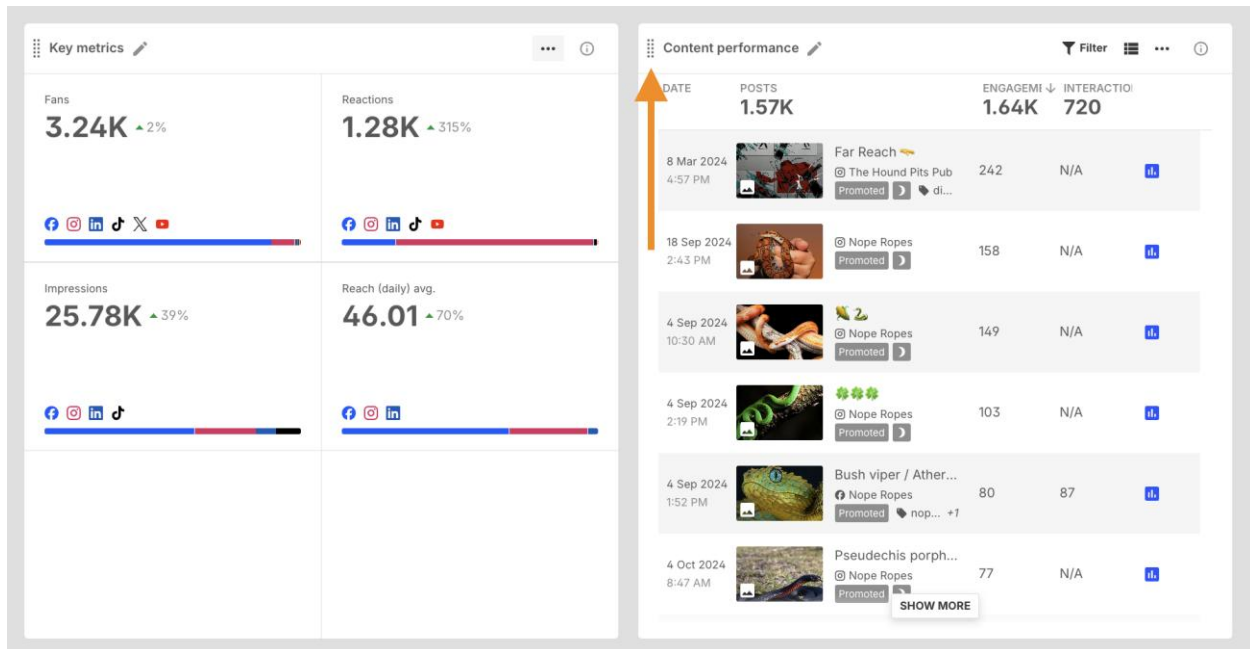 Key metrics
Fans
3.24K 2%
Reactions
1.28K 315%
Impressions
25.78K 39%
Reach (daily) avg.
46.01 70%
Content performance
Filter
DATE POSTS ENGAGEMI INTERACTIO
1.57K 1.64K 720
8 Mar 2024
4:57 PM
Far Reach
The Hound Pits Pub
Promoted di...
242 N/A
18 Sep 2024
2:43 PM
Nope Ropes
Promoted
158 N/A
4 Sep 2024
10:30 AM
🌽 🐍
Nope Ropes
Promoted
149 N/A
4 Sep 2024
2:19 PM
🍀🍀🍀
Nope Ropes
Promoted
103 N/A
4 Sep 2024
1:52 PM
Bush viper / Ather...
Nope Ropes
Promoted nop... +1
80 87
4 Oct 2024
8:47 AM
Pseudechis porph...
Nope Ropes
Promoted
77 N/A
SHOW MORE